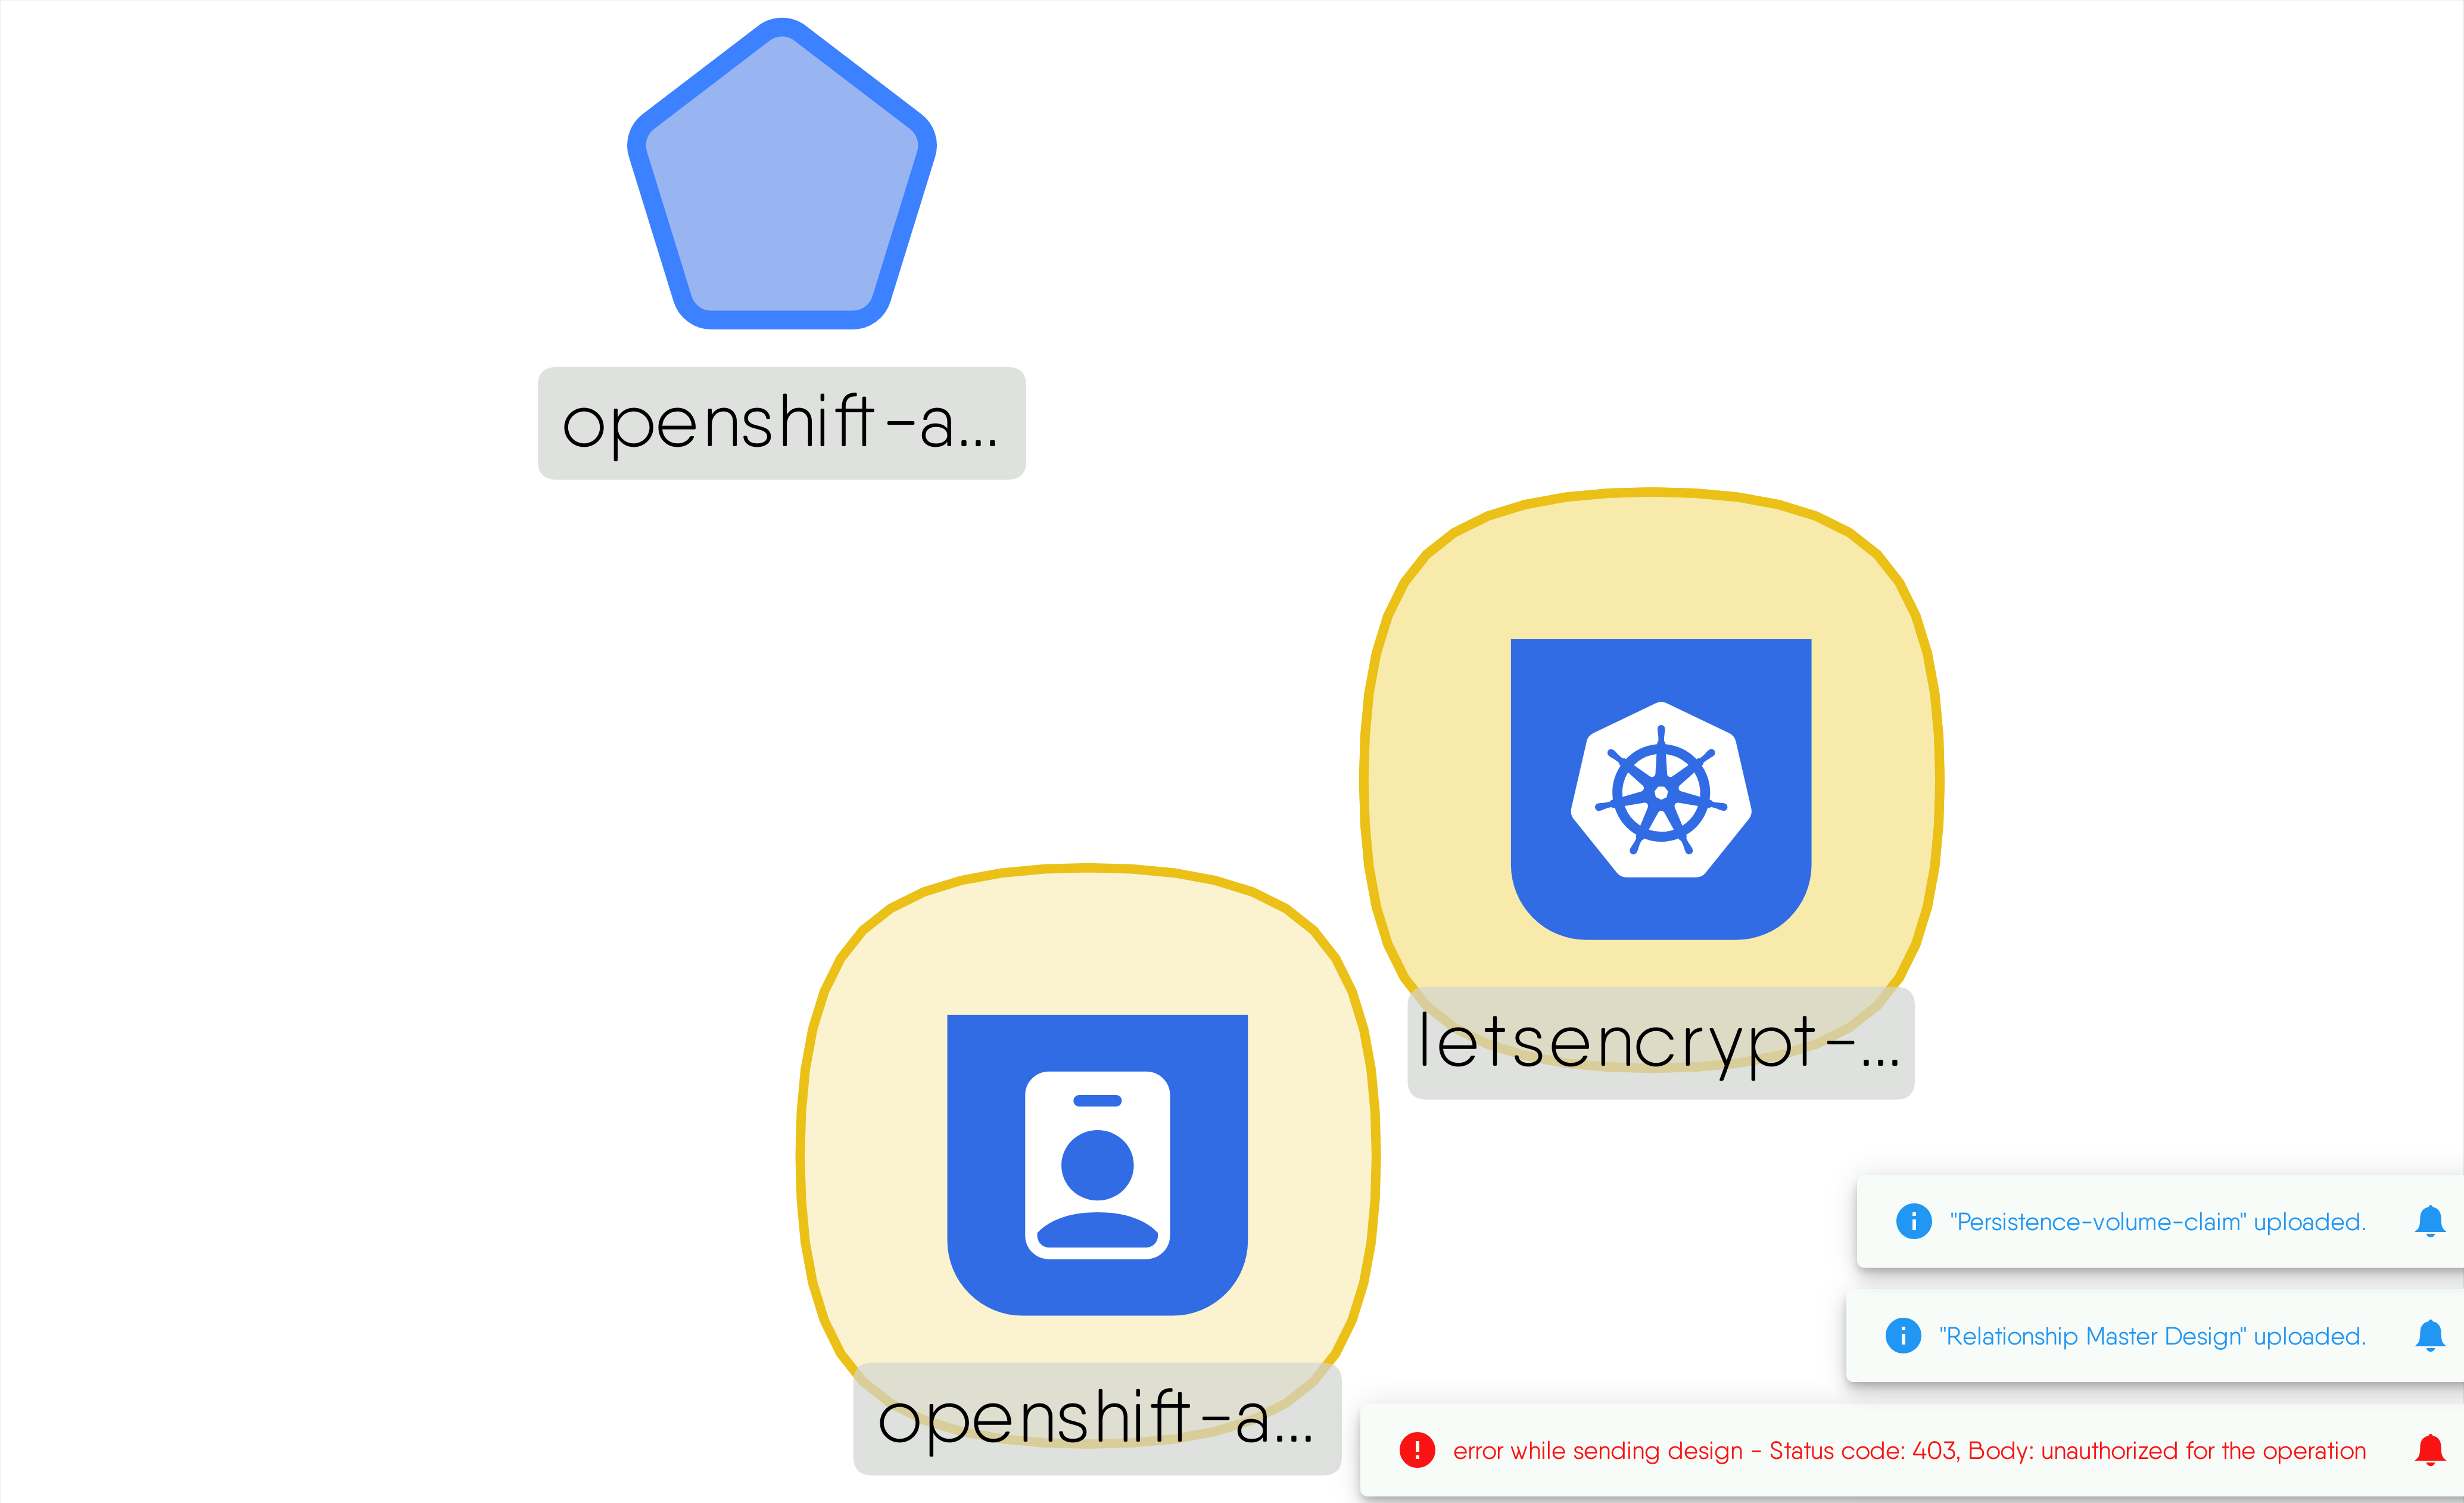 openshift-a...
letsencrypt-...
openshift-a...
"Persistence-volume-claim" uploaded.
"Relationship Master Design" uploaded.
error while sending design - Status code: 403, Body: unauthorized for the operation